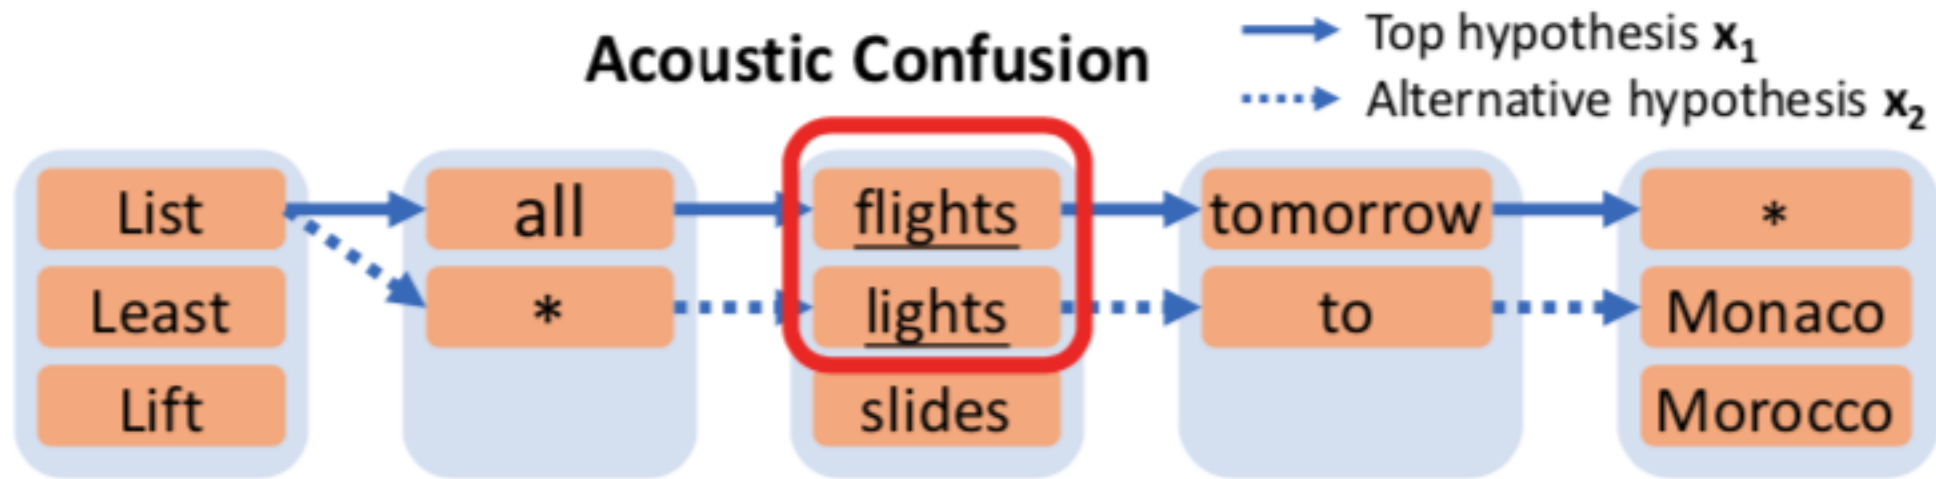 Acoustic Confusion
Top hypothesis x1
Alternative hypothesis x2
List all flights tomorrow *
Least * lights to Monaco
Lift slides Morocco